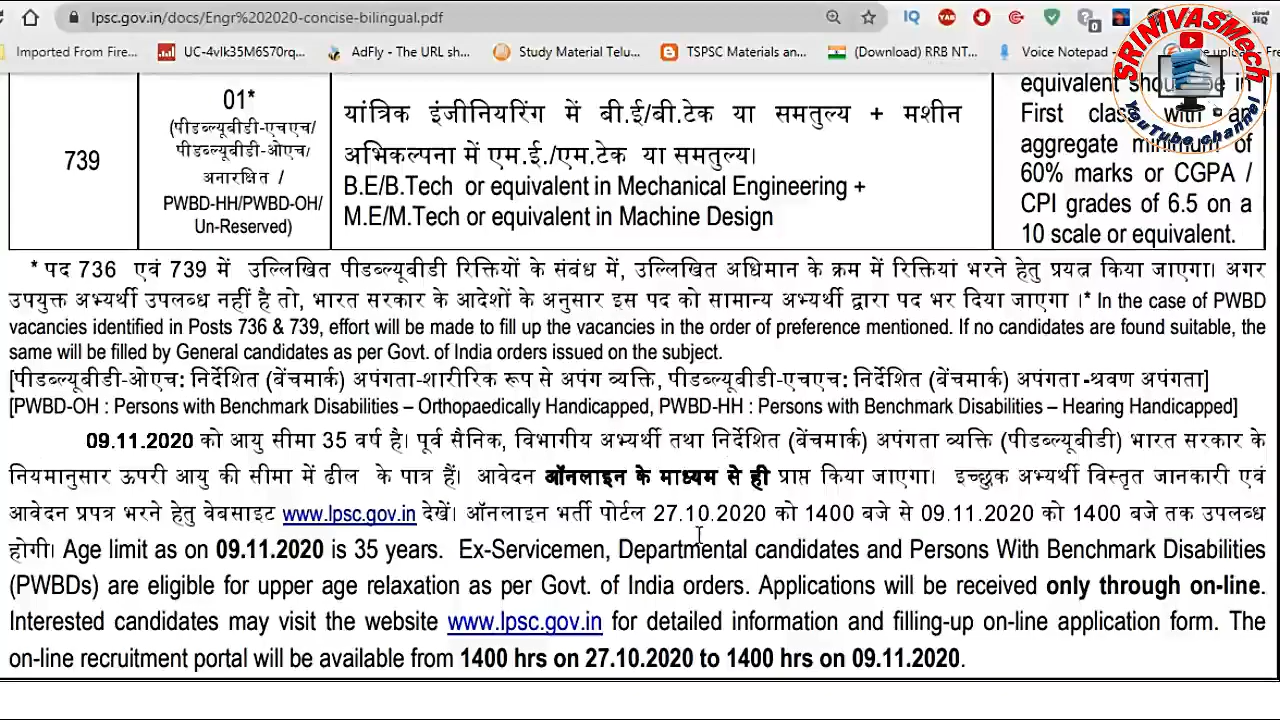 lpsc.gov.in/docs/Engr%202020-concise-bilingual.pdf
Imported From Fire...
UC-4vIk35M6S70rq...
AdFly - The URL sh...
Study Material Telu...
TSPSC Materials an...
(Download) RRB NT...
Voice Notepad
SRINIVASMech
YouTube channel
739
01*
(पीडब्ल्यूबीडी-एचएच/
पीडब्ल्यूबीडी-ओएच/
अनारक्षित /
PWBD-HH/PWBD-OH/
Un-Reserved)
यांत्रिक इंजीनियरिंग में बी.ई/बी.टेक या समतुल्य + मशीन
अभिकल्पना में एम.ई./एम.टेक या समतुल्य।
B.E/B.Tech or equivalent in Mechanical Engineering +
M.E/M.Tech or equivalent in Machine Design
equivalent in
First class with an
aggregate of
60% marks or CGPA /
CPI grades of 6.5 on a
10 scale or equivalent.
* पद 736 एवं 739 में उल्लिखित पीडब्ल्यूबीडी रिक्तियों के संबंध में, उल्लिखित अधिमान के क्रम में रिक्तियां भरने हेतु प्रयत्न किया जाएगा। अगर
उपयुक्त अभ्यर्थी उपलब्ध नहीं है तो, भारत सरकार के आदेशों के अनुसार इस पद को सामान्य अभ्यर्थी द्वारा पद भर दिया जाएगा ।* In the case of PWBD
vacancies identified in Posts 736 & 739, effort will be made to fill up the vacancies in the order of preference mentioned. If no candidates are found suitable, the
same will be filled by General candidates as per Govt. of India orders issued on the subject.
[पीडब्ल्यूबीडी-ओएच: निर्देशित (बेंचमार्क) अपंगता-शारीरिक रूप से अपंग व्यक्ति, पीडब्ल्यूबीडी-एचएच: निर्देशित (बेंचमार्क) अपंगता -श्रवण अपंगता]
[PWBD-OH : Persons with Benchmark Disabilities – Orthopaedically Handicapped, PWBD-HH : Persons with Benchmark Disabilities – Hearing Handicapped]
09.11.2020 को आयु सीमा 35 वर्ष है। पूर्व सैनिक, विभागीय अभ्यर्थी तथा निर्देशित (बेंचमार्क) अपंगता व्यक्ति (पीडब्ल्यूबीडी) भारत सरकार के
नियमानुसार ऊपरी आयु की सीमा में ढील के पात्र हैं। आवेदन ऑनलाइन के माध्यम से ही प्राप्त किया जाएगा। इच्छुक अभ्यर्थी विस्तृत जानकारी एवं
आवेदन प्रपत्र भरने हेतु वेबसाइट www.lpsc.gov.in देखें। ऑनलाइन भर्ती पोर्टल 27.10.2020 को 1400 बजे से 09.11.2020 को 1400 बजे तक उपलब्ध
होगी। Age limit as on 09.11.2020 is 35 years. Ex-Servicemen, Departmental candidates and Persons With Benchmark Disabilities
(PWBDs) are eligible for upper age relaxation as per Govt. of India orders. Applications will be received only through on-line.
Interested candidates may visit the website www.lpsc.gov.in for detailed information and filling-up on-line application form. The
on-line recruitment portal will be available from 1400 hrs on 27.10.2020 to 1400 hrs on 09.11.2020.